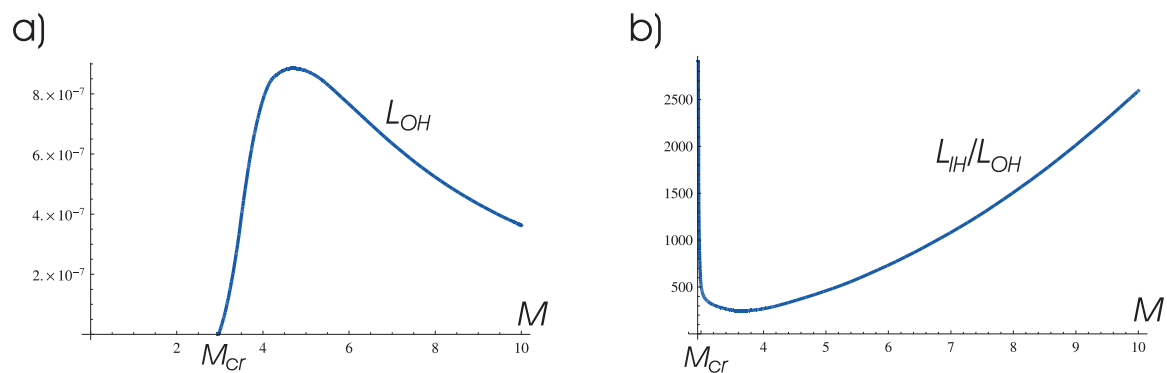 a)
8.×10⁻⁷
6.×10⁻⁷
4.×10⁻⁷
2.×10⁻⁷
L_OH
M
2 4 6 8 10
M_cr
b)
2500
2000
1500
1000
500
L_IH/L_OH
M
4 5 6 7 8 9 10
M_cr